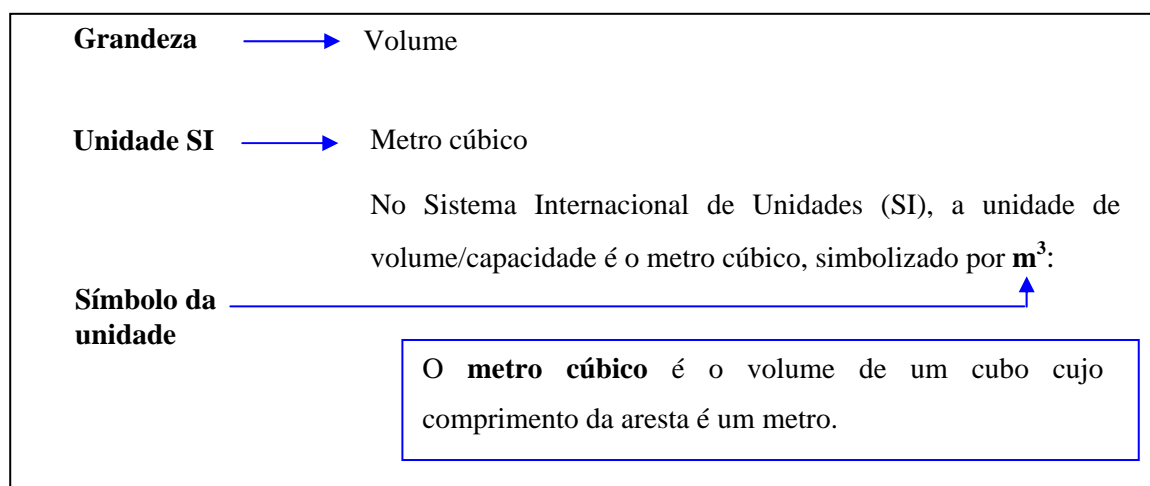 Grandeza Volume
Unidade SI Metro cúbico
No Sistema Internacional de Unidades (SI), a unidade de
volume/capacidade é o metro cúbico, simbolizado por m³:
Símbolo da
unidade
O metro cúbico é o volume de um cubo cujo
comprimento da aresta é um metro.